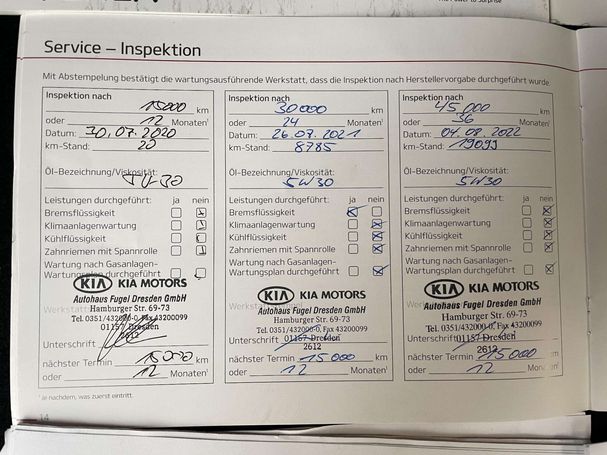 Power to Surprise
Service – Inspektion
Mit Abstempelung bestätigt die wartungsausführende Werkstatt, dass die Inspektion nach Herstellervorgabe durchgeführt wurde.
Inspektion nach
15000 km
oder 12 Monaten¹
Datum: 30.07.2020
km-Stand: 20
Öl-Bezeichnung/Viskosität:
Leistungen durchgeführt: ja nein
Bremsflüssigkeit
Klimaanlagenwartung
Kühlflüssigkeit
Zahnriemen mit Spannrolle
Wartung nach Gasanlagen-
Wartungsplan durchgeführt
KIA KIA MOTORS
Autohaus Fugel Dresden GmbH
Hamburger Str. 69-73
Tel. 0351/432000-0, Fax 43200099
01157 Dresden
Unterschrift
nächster Termin 15000 km
oder 12 Monaten¹
Inspektion nach
30000 km
oder 24 Monaten¹
Datum: 26.07.2021
km-Stand: 8785
Öl-Bezeichnung/Viskosität:
5W30
Leistungen durchgeführt: ja nein
Bremsflüssigkeit
Klimaanlagenwartung
Kühlflüssigkeit
Zahnriemen mit Spannrolle
Wartung nach Gasanlagen-
Wartungsplan durchgeführt
KIA KIA MOTORS
Autohaus Fugel Dresden GmbH
Hamburger Str. 69-73
Tel. 0351/432000-0, Fax 43200099
01157 Dresden
Unterschrift
2612
nächster Termin 15000 km
oder 12 Monaten¹
Inspektion nach
45000 km
oder 36 Monaten¹
Datum: 04.08.2022
km-Stand: 19099
Öl-Bezeichnung/Viskosität:
5W30
Leistungen durchgeführt: ja nein
Bremsflüssigkeit
Klimaanlagenwartung
Kühlflüssigkeit
Zahnriemen mit Spannrolle
Wartung nach Gasanlagen-
Wartungsplan durchgeführt
KIA KIA MOTORS
Autohaus Fugel Dresden GmbH
Hamburger Str. 69-73
Tel. 0351/432000-0, Fax 43200099
Unterschrift 01157 Dresden
2612
nächster Termin 15000 km
oder 12 Monaten¹
¹ Je nachdem, was zuerst eintritt.
14